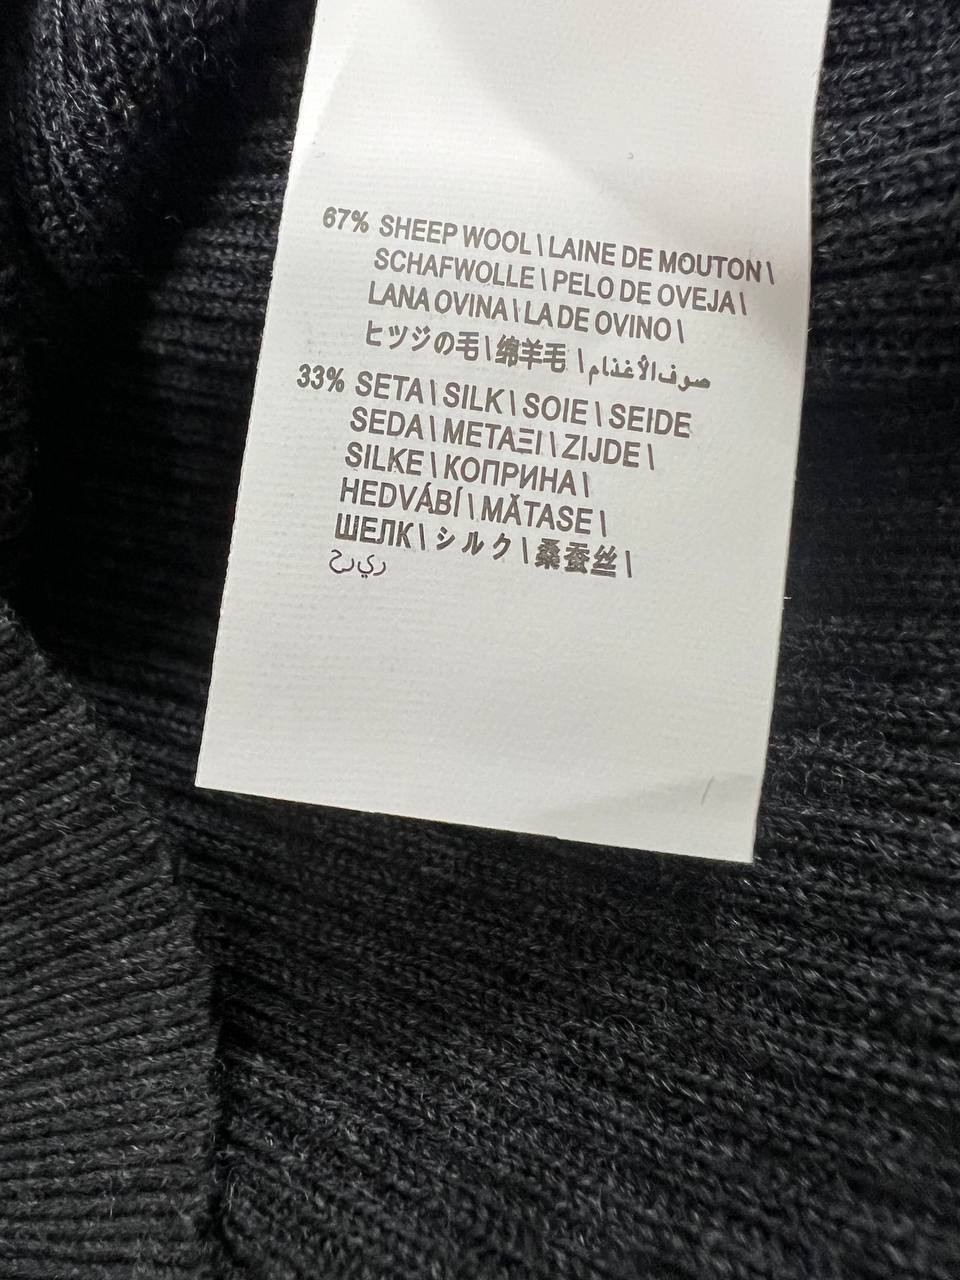 67% SHEEP WOOL \ LAINE DE MOUTON \
SCHAFWOLLE \ PELO DE OVEJA \
LANA OVINA \ LA DE OVINO \
ヒツジの毛 \ 绵羊毛 \ صوف الأغنام
33% SETA \ SILK \ SOIE \ SEIDE
SEDA \ ΜΕΤΑΞΙ \ ZIJDE \
SILKE \ КОПРИНА \
HEDVÁBÍ \ MĂTASE \
ШЕЛК \ シルク \ 桑蚕丝 \
ريرح